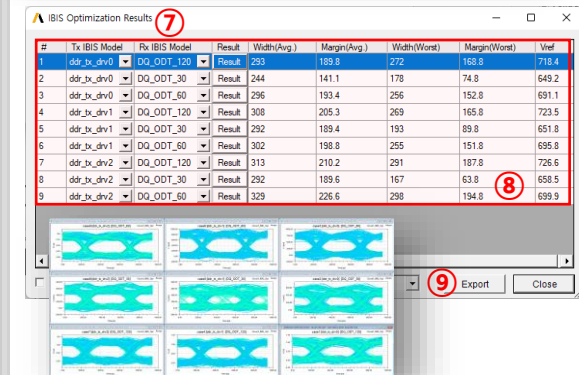 IBIS Optimization Results ⑦
# Tx IBIS Model Rx IBIS Model Result Width(Avg.) Margin(Avg.) Width(Worst) Margin(Worst) Vref
1 ddr_tx_drv0 DQ_ODT_120 Result 293 189.8 272 168.8 718.4
2 ddr_tx_drv0 DQ_ODT_30 Result 244 141.1 178 74.8 649.2
3 ddr_tx_drv0 DQ_ODT_60 Result 296 193.4 256 152.8 691.1
4 ddr_tx_drv1 DQ_ODT_120 Result 308 205.3 269 165.8 723.5
5 ddr_tx_drv1 DQ_ODT_30 Result 292 189.4 193 89.8 651.8
6 ddr_tx_drv1 DQ_ODT_60 Result 302 198.8 255 151.8 695.8
7 ddr_tx_drv2 DQ_ODT_120 Result 313 210.2 291 187.8 726.6
8 ddr_tx_drv2 DQ_ODT_30 Result 292 189.6 167 63.8 658.5
9 ddr_tx_drv2 DQ_ODT_60 Result 329 226.6 298 194.8 699.9
⑧
⑨ Export Close